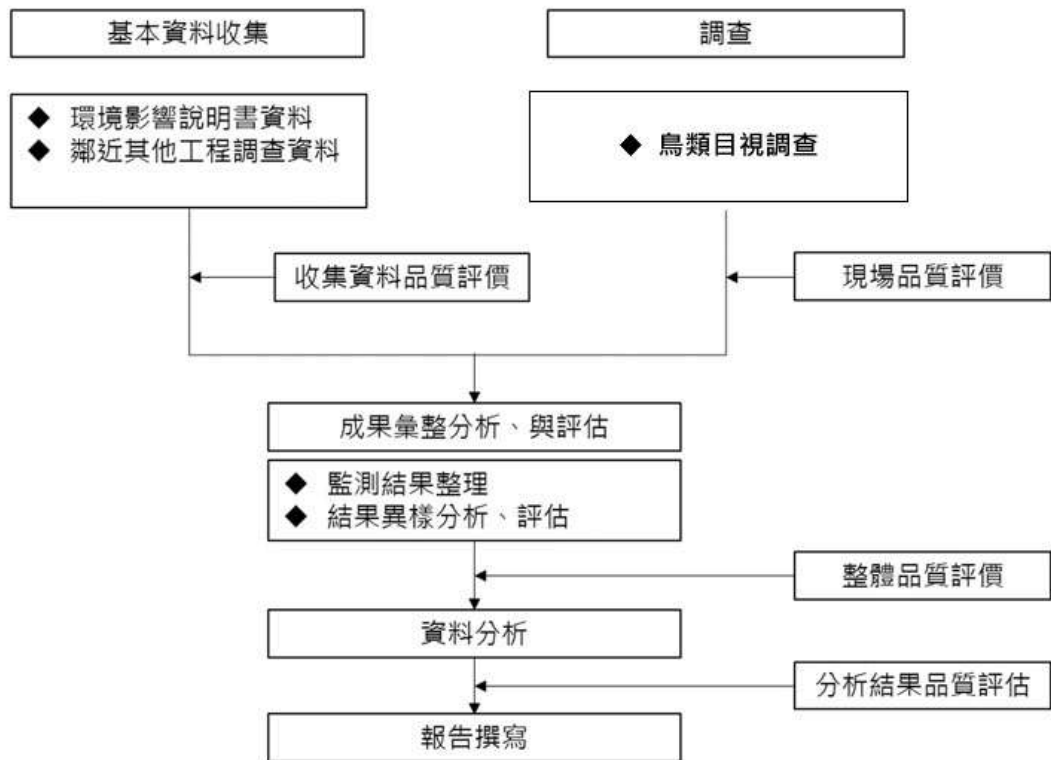 基本資料收集
調查
◆ 環境影響說明書資料
◆ 鄰近其他工程調查資料
◆ 鳥類目視調查
收集資料品質評價
現場品質評價
成果彙整分析、與評估
◆ 監測結果整理
◆ 結果異樣分析、評估
整體品質評價
資料分析
分析結果品質評估
報告撰寫